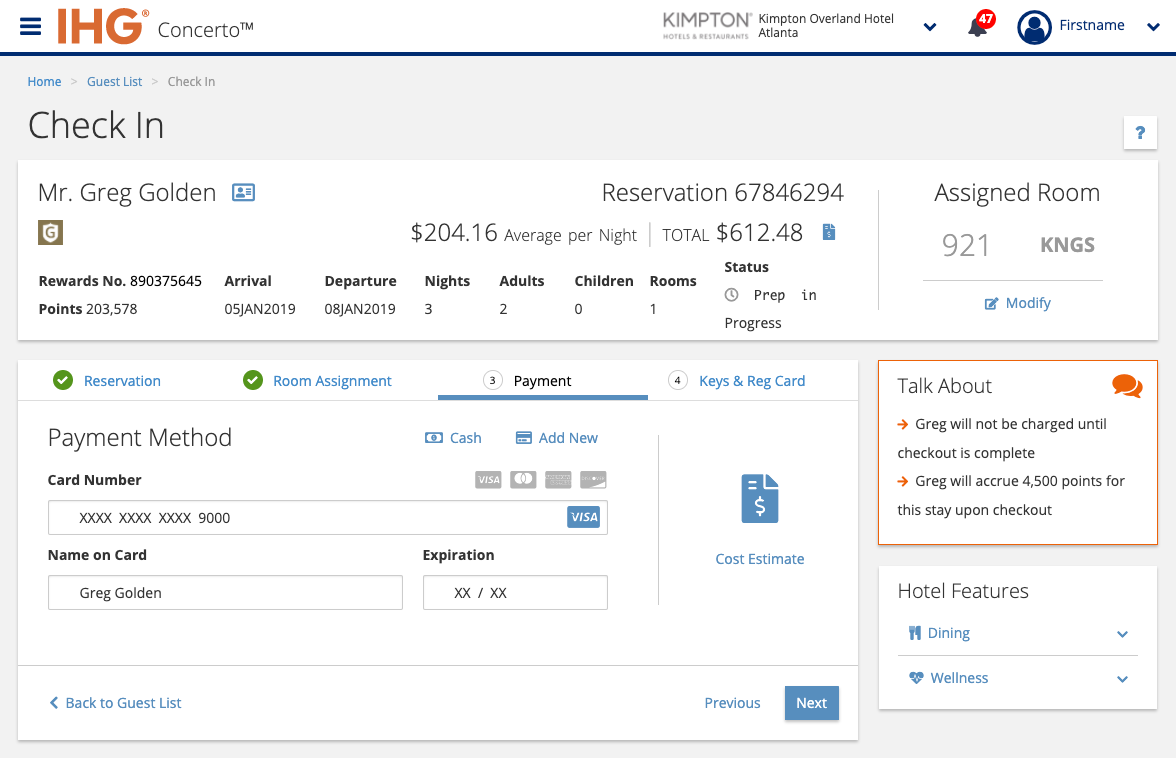 IHG® Concerto™
KIMPTON®
HOTELS & RESTAURANTS
Kimpton Overland Hotel
Atlanta
47
Firstname
Home > Guest List > Check In
Check In
?
Mr. Greg Golden
G
Reservation 67846294
$204.16 Average per Night | TOTAL $612.48
Rewards No. 890375645
Points 203,578
Arrival
05JAN2019
Departure
08JAN2019
Nights
3
Adults
2
Children
0
Rooms
1
Status
Prep in
Progress
Assigned Room
921 KNGS
Modify
Reservation
Room Assignment
3 Payment
4 Keys & Reg Card
Payment Method
Cash
Add New
Card Number
VISA
XXXX XXXX XXXX 9000
VISA
Name on Card
Greg Golden
Expiration
XX / XX
$
Cost Estimate
Back to Guest List
Previous
Next
Talk About
Greg will not be charged until
checkout is complete
Greg will accrue 4,500 points for
this stay upon checkout
Hotel Features
Dining
Wellness